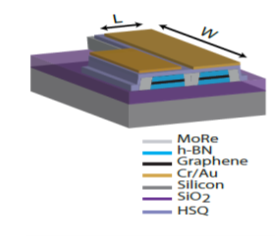 L
W
MoRe
h-BN
Graphene
Cr/Au
Silicon
SiO₂
HSQ